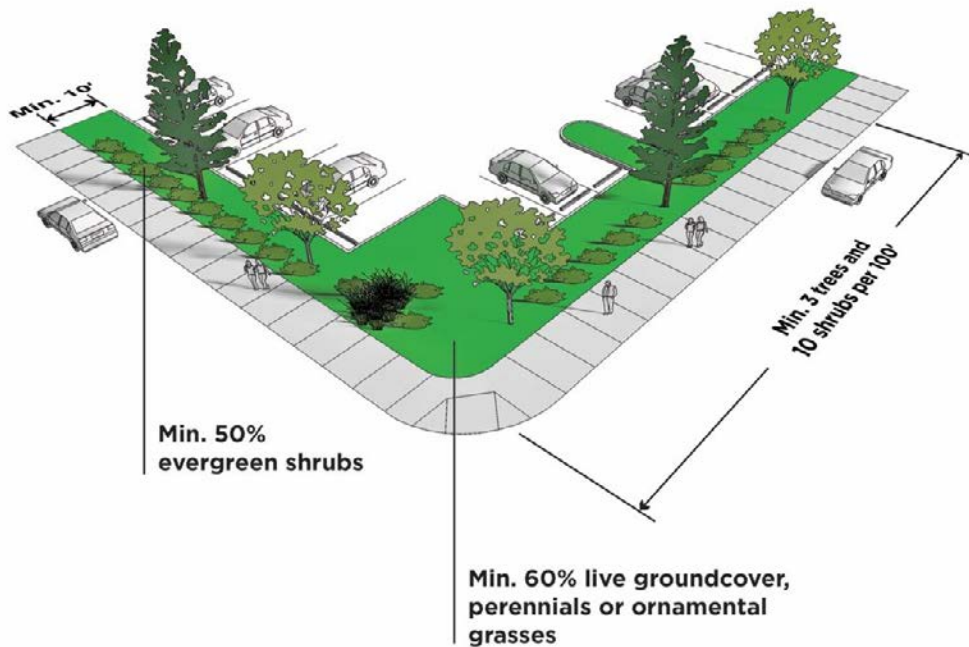 Min. 10'
Min. 3 trees and
10 shrubs per 100'
Min. 50%
evergreen shrubs
Min. 60% live groundcover,
perennials or ornamental
grasses